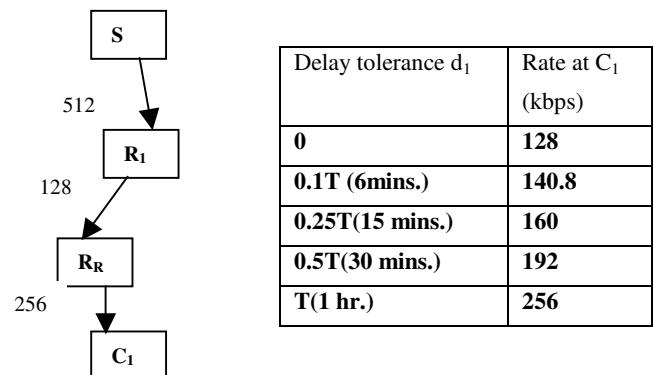 S
512
R₁
128
R_R
256
C₁
Delay tolerance d₁ Rate at C₁
(kbps)
0 128
0.1T (6mins.) 140.8
0.25T(15 mins.) 160
0.5T(30 mins.) 192
T(1 hr.) 256